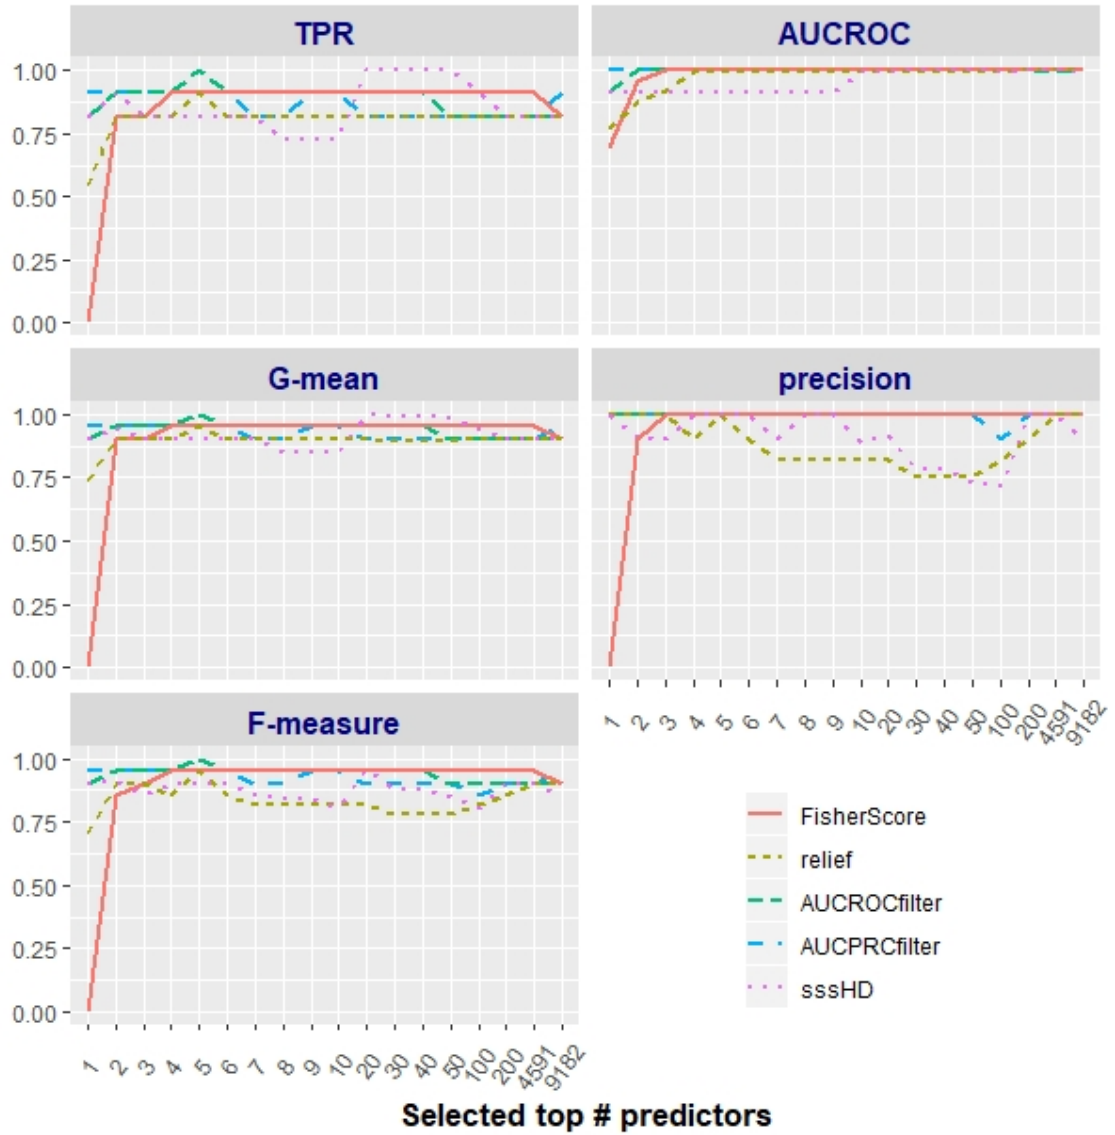 TPR
AUCROC
1.00
0.75
0.50
0.25
0.00
G-mean
precision
1.00
0.75
0.50
0.25
0.00
1 2 3 4 5 6 7 8 9 10 20 30 40 50 100 200 4591 9182
F-measure
1.00
0.75
0.50
0.25
0.00
FisherScore
relief
AUCROCfilter
AUCPRCfilter
sssHD
1 2 3 4 5 6 7 8 9 10 20 30 40 50 100 200 4591 9182
Selected top # predictors